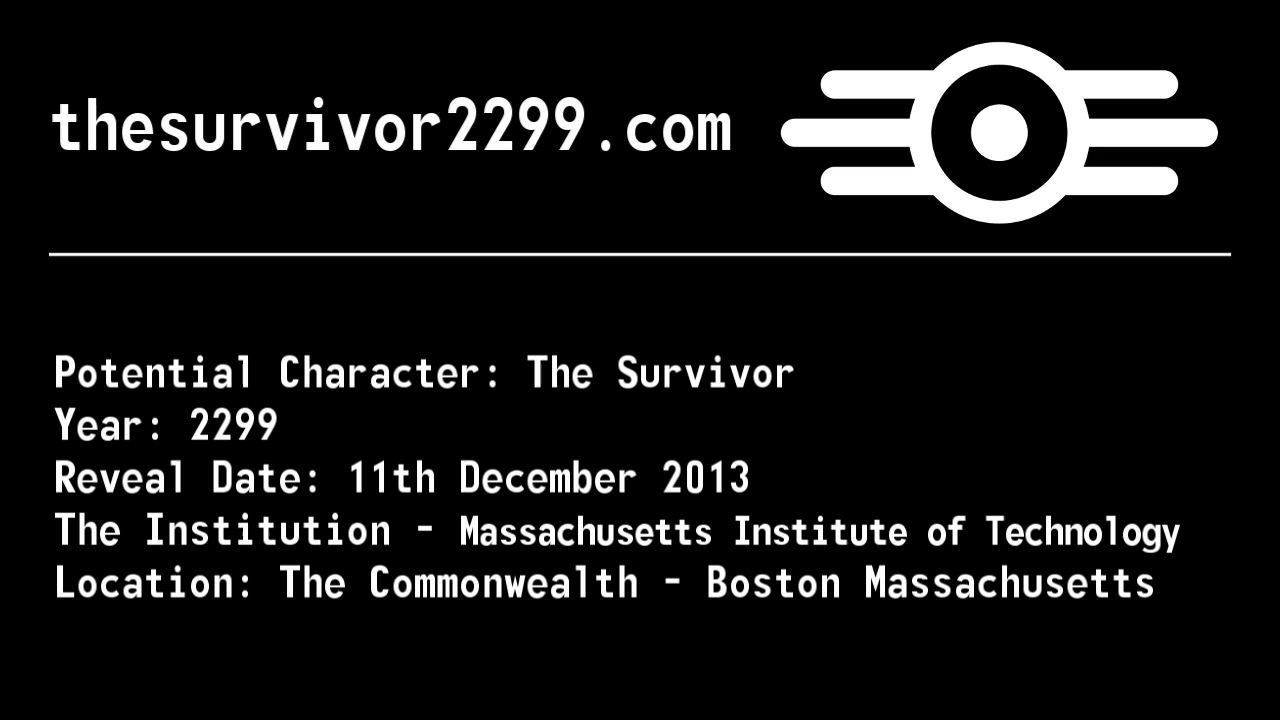 thesurvivor2299.com
Potential Character: The Survivor
Year: 2299
Reveal Date: 11th December 2013
The Institution - Massachusetts Institute of Technology
Location: The Commonwealth - Boston Massachusetts